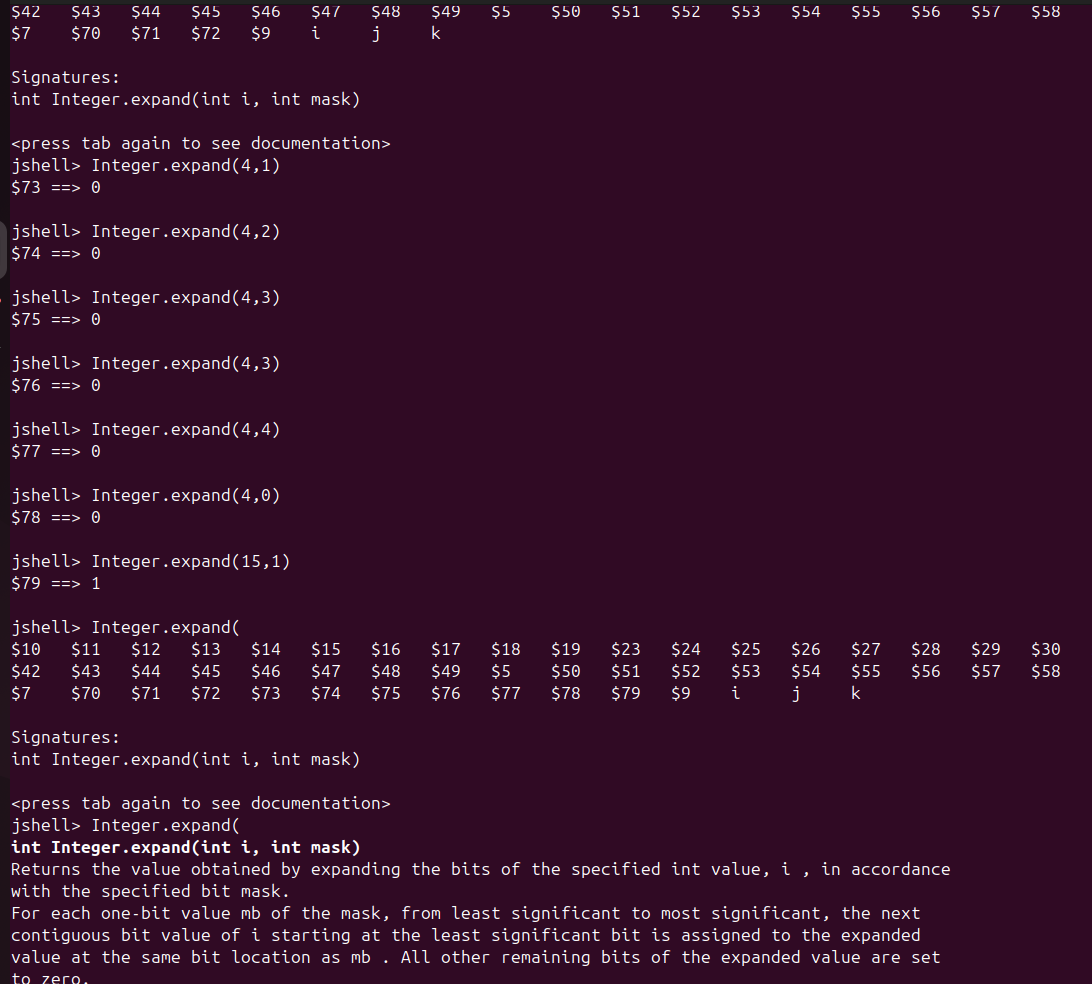 $42 $43 $44 $45 $46 $47 $48 $49 $5 $50 $51 $52 $53 $54 $55 $56 $57 $58
$7 $70 $71 $72 $9 i j k
Signatures:
int Integer.expand(int i, int mask)
<press tab again to see documentation>
jshell> Integer.expand(4,1)
$73 ==> 0
jshell> Integer.expand(4,2)
$74 ==> 0
jshell> Integer.expand(4,3)
$75 ==> 0
jshell> Integer.expand(4,3)
$76 ==> 0
jshell> Integer.expand(4,4)
$77 ==> 0
jshell> Integer.expand(4,0)
$78 ==> 0
jshell> Integer.expand(15,1)
$79 ==> 1
jshell> Integer.expand(
$10 $11 $12 $13 $14 $15 $16 $17 $18 $19 $23 $24 $25 $26 $27 $28 $29 $30
$42 $43 $44 $45 $46 $47 $48 $49 $5 $50 $51 $52 $53 $54 $55 $56 $57 $58
$7 $70 $71 $72 $73 $74 $75 $76 $77 $78 $79 $9 i j k
Signatures:
int Integer.expand(int i, int mask)
<press tab again to see documentation>
jshell> Integer.expand(
int Integer.expand(int i, int mask)
Returns the value obtained by expanding the bits of the specified int value, i , in accordance
with the specified bit mask.
For each one-bit value mb of the mask, from least significant to most significant, the next
contiguous bit value of i starting at the least significant bit is assigned to the expanded
value at the same bit location as mb . All other remaining bits of the expanded value are set
to zero.